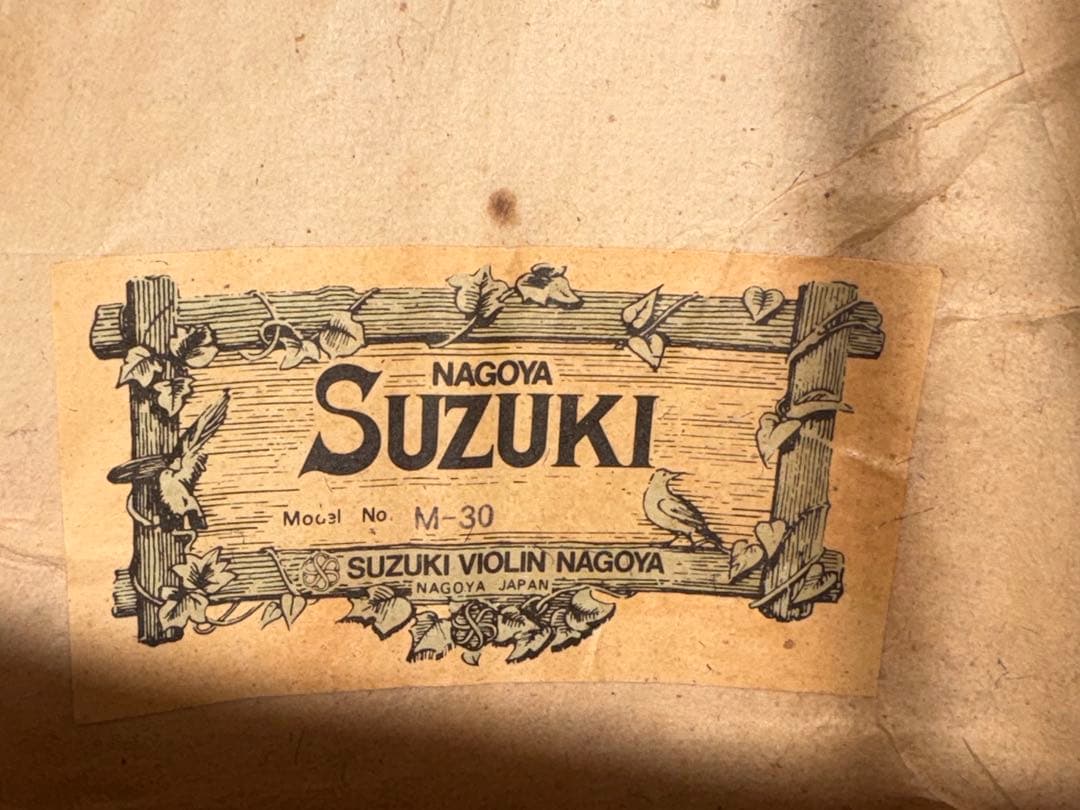 NAGOYA
SUZUKI
Model No. M-30
SUZUKI VIOLIN NAGOYA
NAGOYA JAPAN